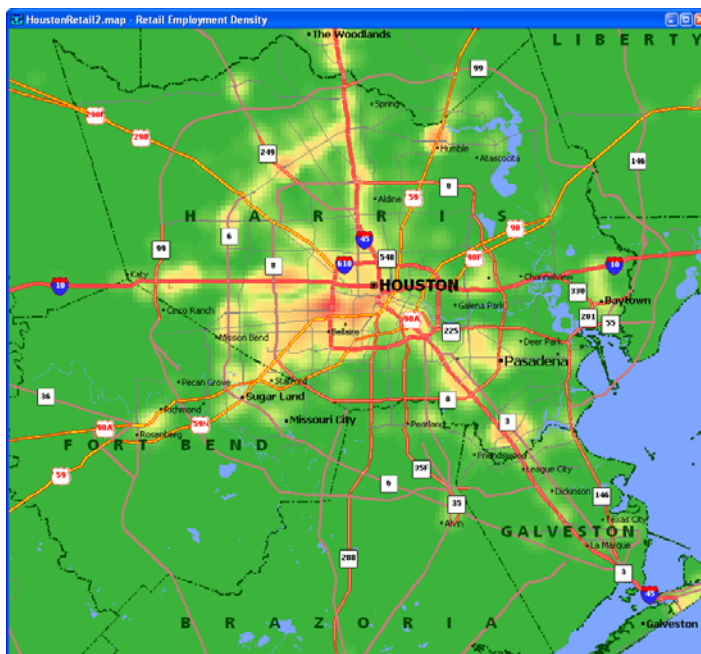 HoustonRetail2.map - Retail Employment Density
The Woodlands
LIBERTY
99
Spring
290F
290
249
Humble
Atascocita
146
8
59
Aldine
HARRIS
6
99
8
45
90
610
548
90F
10
Katy
10
HOUSTON
Channelview
330
Baytown
Cinco Ranch
Galena Park
90A
201
55
Mission Bend
Bellaire
225
Deer Park
Pasadena
36
Pecan Grove
Stafford
Sugar Land
8
Richmond
Missouri City
3
90A
59N
Rosenberg
Pearland
FORT BEND
Friendswood
League City
59
35F
6
Dickinson
146
35
Alvin
Texas City
GALVESTON
La Marque
288
3
45
BRAZORIA
Galveston